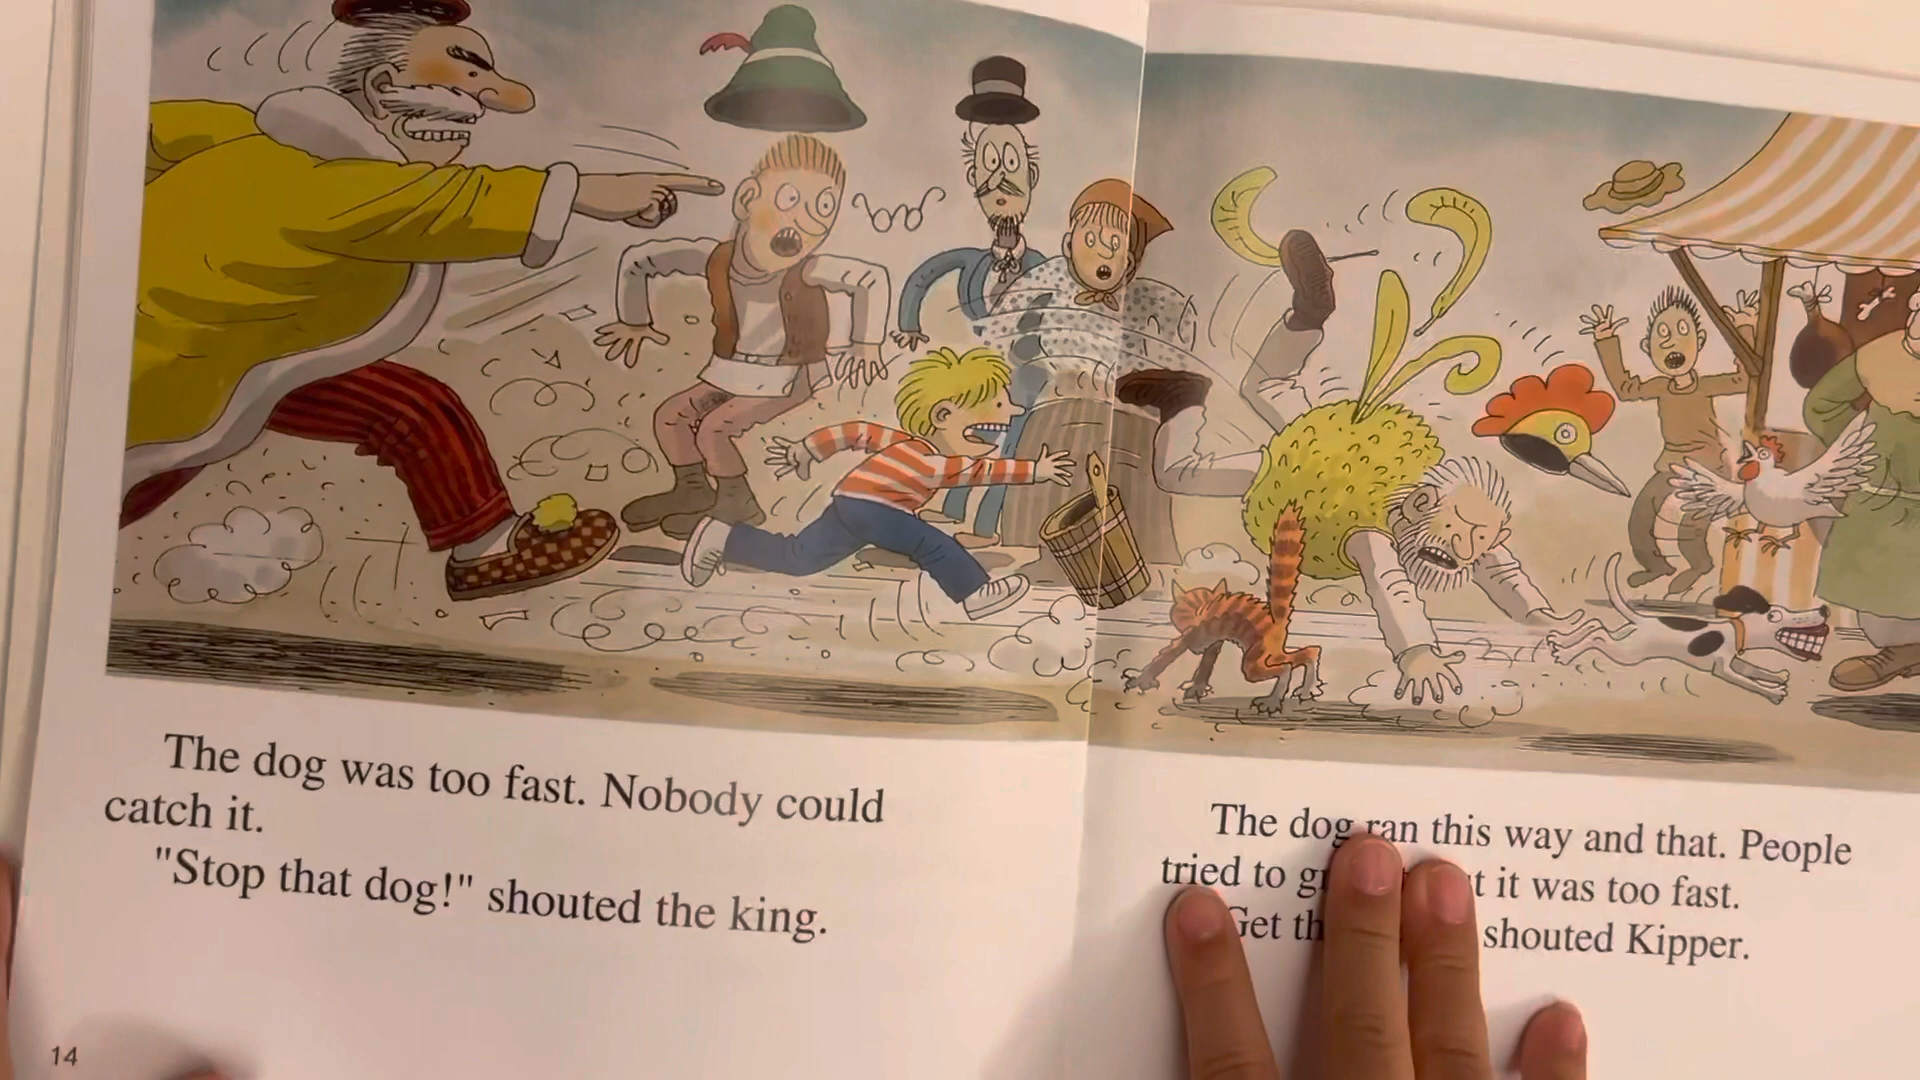 The dog was too fast. Nobody could
catch it.
"Stop that dog!" shouted the king.
14
The dog ran this way and that. People
tried to it was too fast.
Get shouted Kipper.